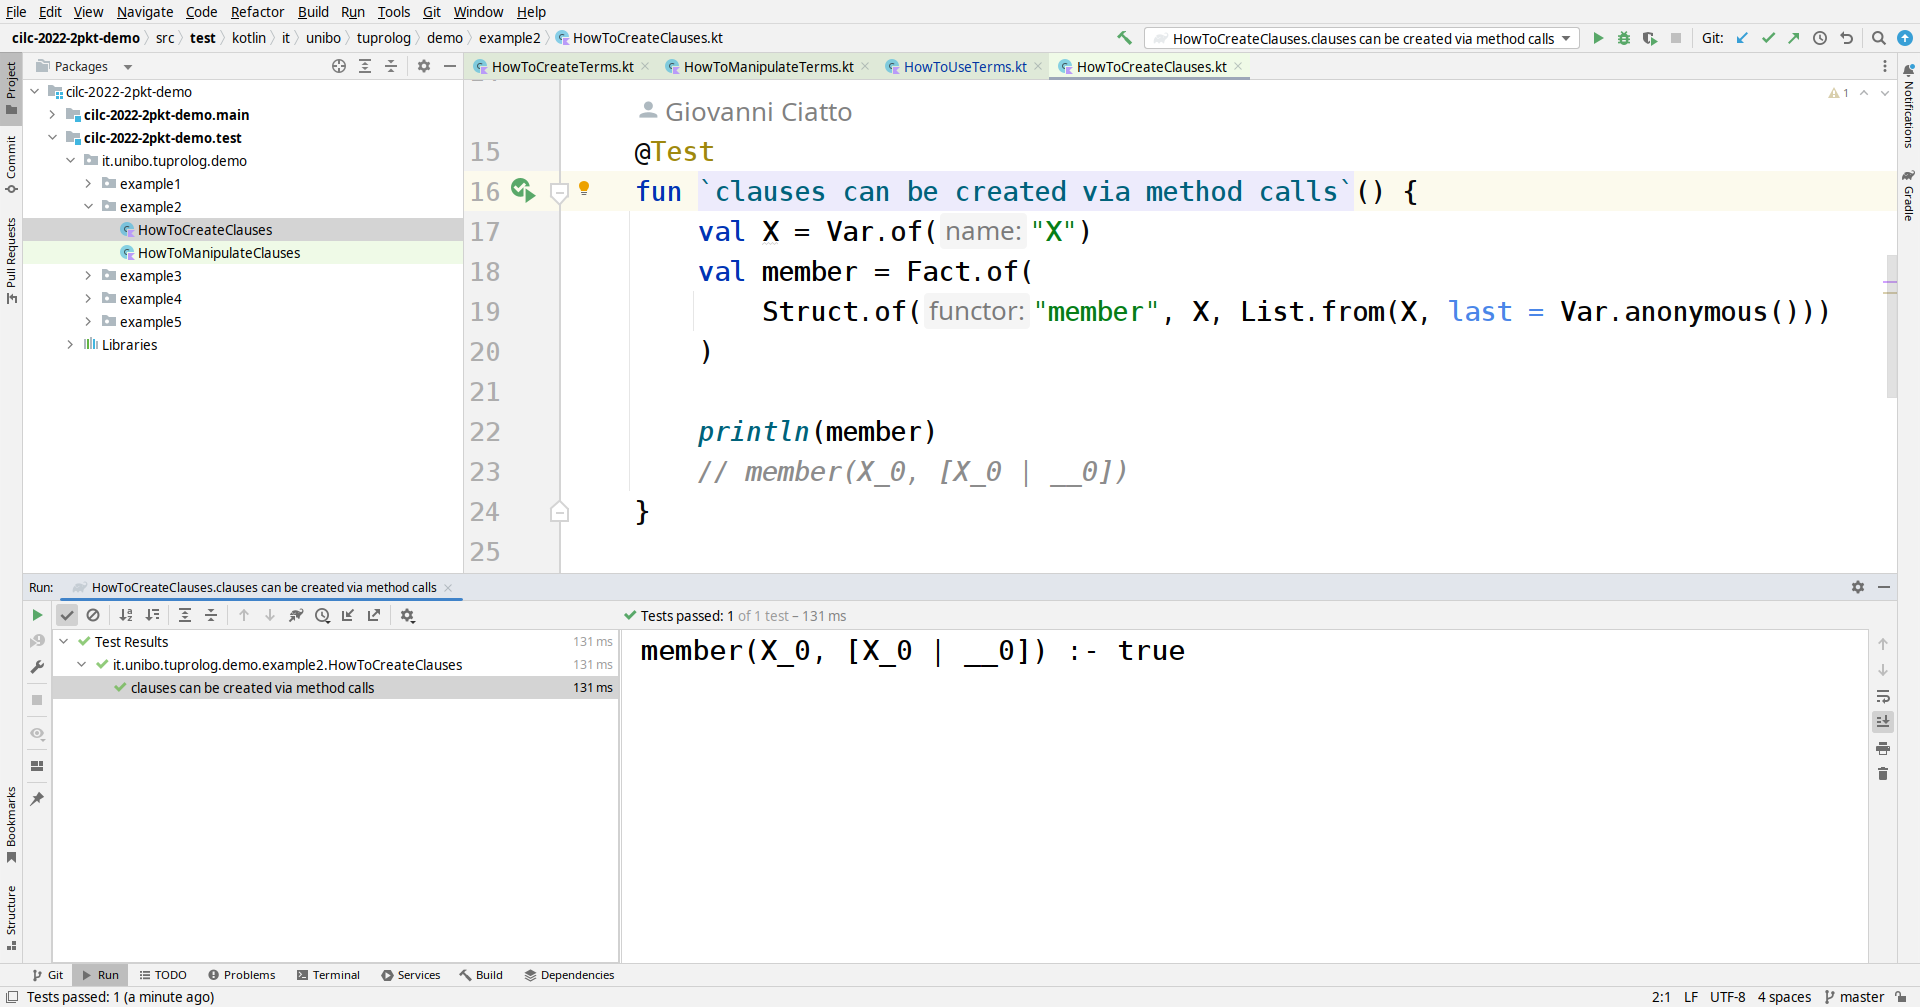 File Edit View Navigate Code Refactor Build Run Tools Git Window Help
cilc-2022-2pkt-demo src test kotlin it unibo tuprolog demo example2 HowToCreateClauses.kt
HowToCreateClauses.clauses can be created via method calls
Git:
Project
Commit
Pull Requests
Bookmarks
Structure
Packages
cilc-2022-2pkt-demo
cilc-2022-2pkt-demo.main
cilc-2022-2pkt-demo.test
it.unibo.tuprolog.demo
example1
example2
HowToCreateClauses
HowToManipulateClauses
example3
example4
example5
Libraries
HowToCreateTerms.kt HowToManipulateTerms.kt HowToUseTerms.kt HowToCreateClauses.kt
1
Giovanni Ciatto
15 @Test
16 fun `clauses can be created via method calls`() {
17 val X = Var.of( name: "X")
18 val member = Fact.of(
19 Struct.of( functor: "member", X, List.from(X, last = Var.anonymous()))
20 )
21
22 println(member)
23 // member(X_0, [X_0 | __0])
24 }
25
Notifications
Gradle
Run: HowToCreateClauses.clauses can be created via method calls
Tests passed: 1 of 1 test – 131 ms
Test Results 131 ms
it.unibo.tuprolog.demo.example2.HowToCreateClauses 131 ms
clauses can be created via method calls 131 ms
member(X_0, [X_0 | __0]) :- true
Git Run TODO Problems Terminal Services Build Dependencies
Tests passed: 1 (a minute ago)
2:1 LF UTF-8 4 spaces master